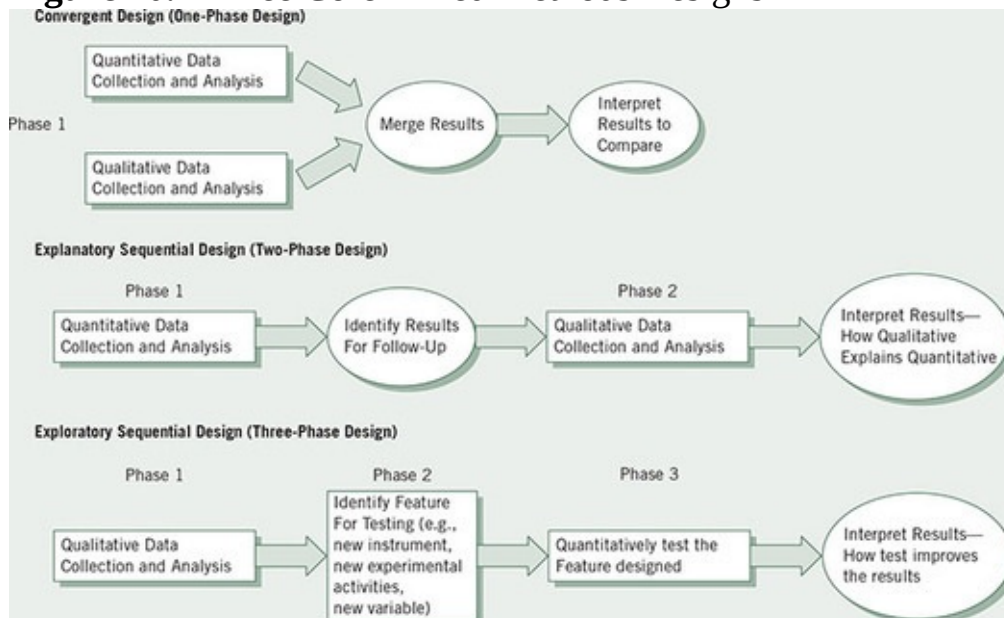 Convergent Design (One-Phase Design)
Quantitative Data
Collection and Analysis
Phase 1
Merge Results
Interpret
Results to
Compare
Qualitative Data
Collection and Analysis
Explanatory Sequential Design (Two-Phase Design)
Phase 1
Phase 2
Quantitative Data
Collection and Analysis
Identify Results
For Follow-Up
Qualitative Data
Collection and Analysis
Interpret Results—
How Qualitative
Explains Quantitative
Exploratory Sequential Design (Three-Phase Design)
Phase 1
Phase 2
Phase 3
Qualitative Data
Collection and Analysis
Identify Feature
For Testing (e.g.,
new instrument,
new experimental
activities,
new variable)
Quantitatively test the
Feature designed
Interpret Results—
How test improves
the results